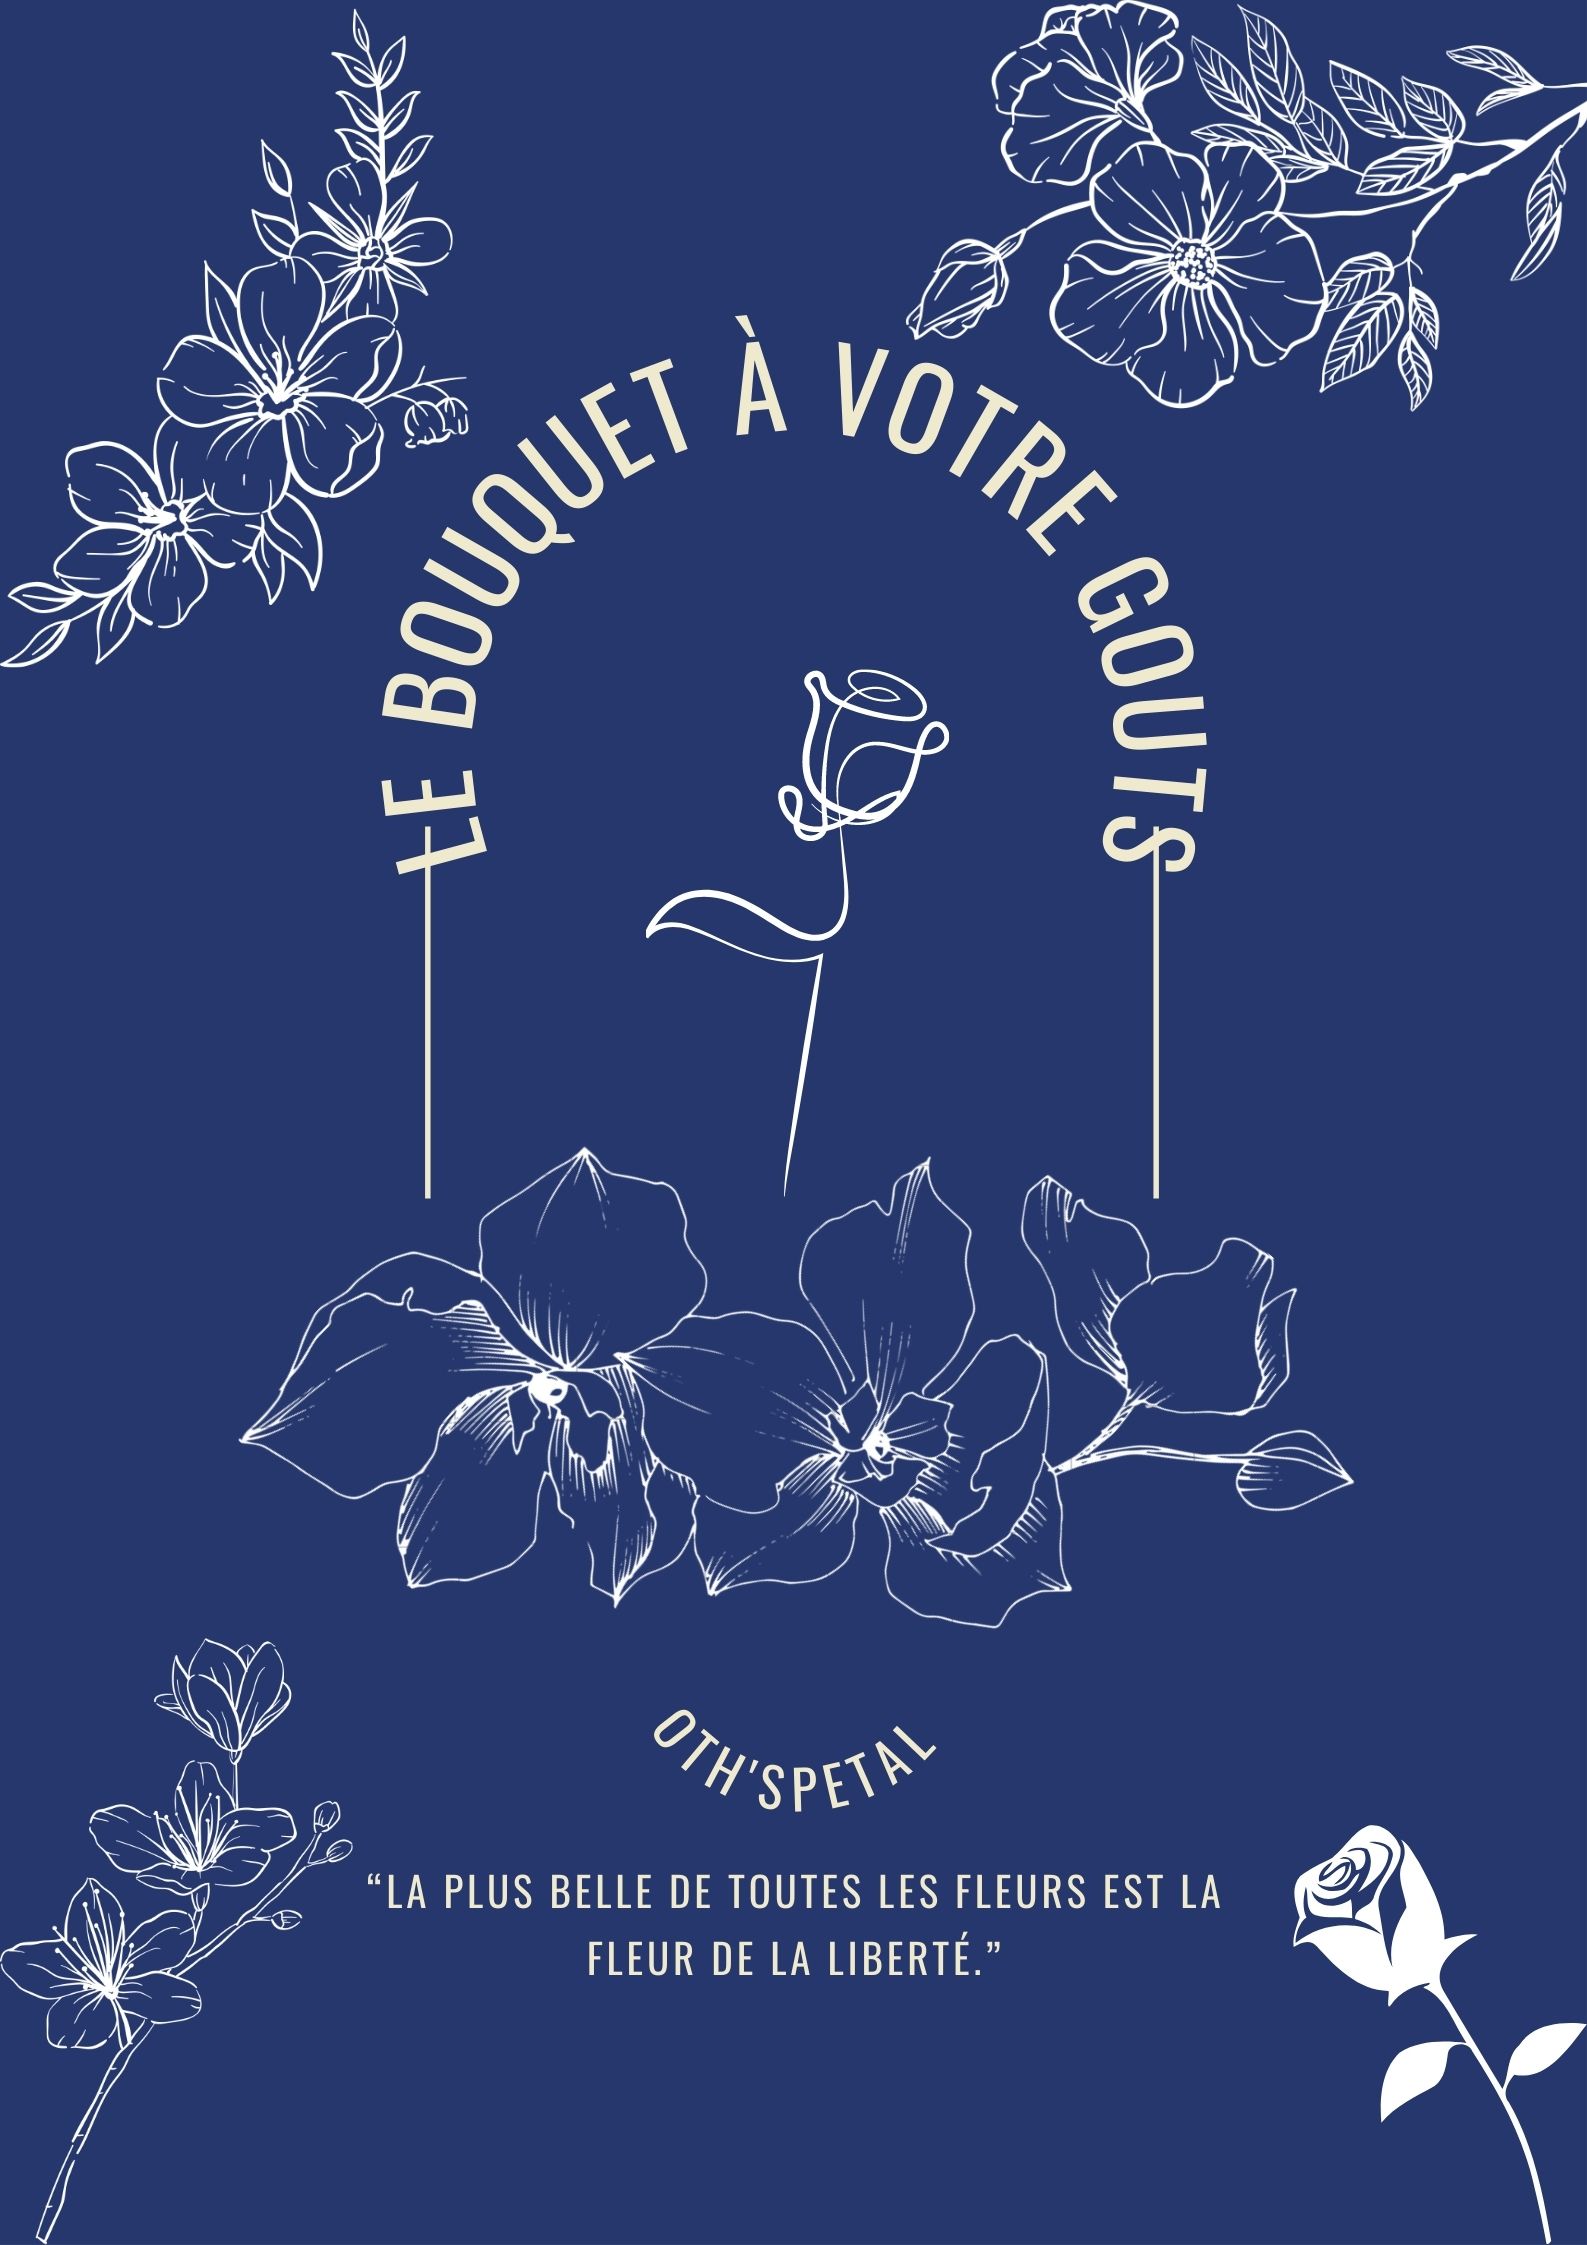 LE BOUQUET À VOTRE GOUTS
OTH'SPETAL
“LA PLUS BELLE DE TOUTES LES FLEURS EST LA
FLEUR DE LA LIBERTÉ.”